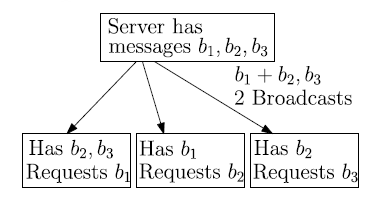 Server has
messages b₁, b₂, b₃
b₁ + b₂, b₃
2 Broadcasts
Has b₂, b₃
Requests b₁
Has b₁
Requests b₂
Has b₂
Requests b₃